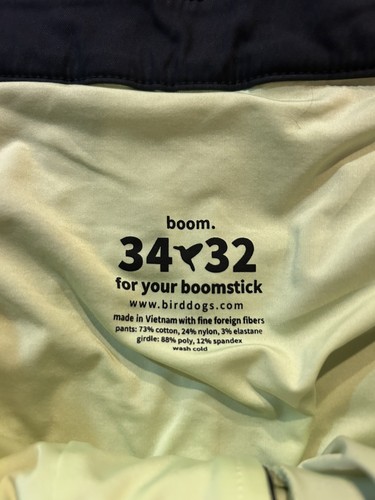 boom.
34 32
for your boomstick
www.birddogs.com
made in Vietnam with fine foreign fibers
pants: 73% cotton, 24% nylon, 3% elastane
girdle: 88% poly, 12% spandex
wash cold